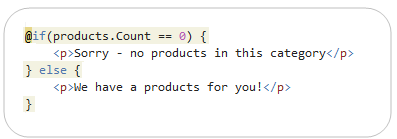 @if(products.Count == 0) {
    <p>Sorry - no products in this category</p>
} else {
    <p>We have a products for you!</p>
}